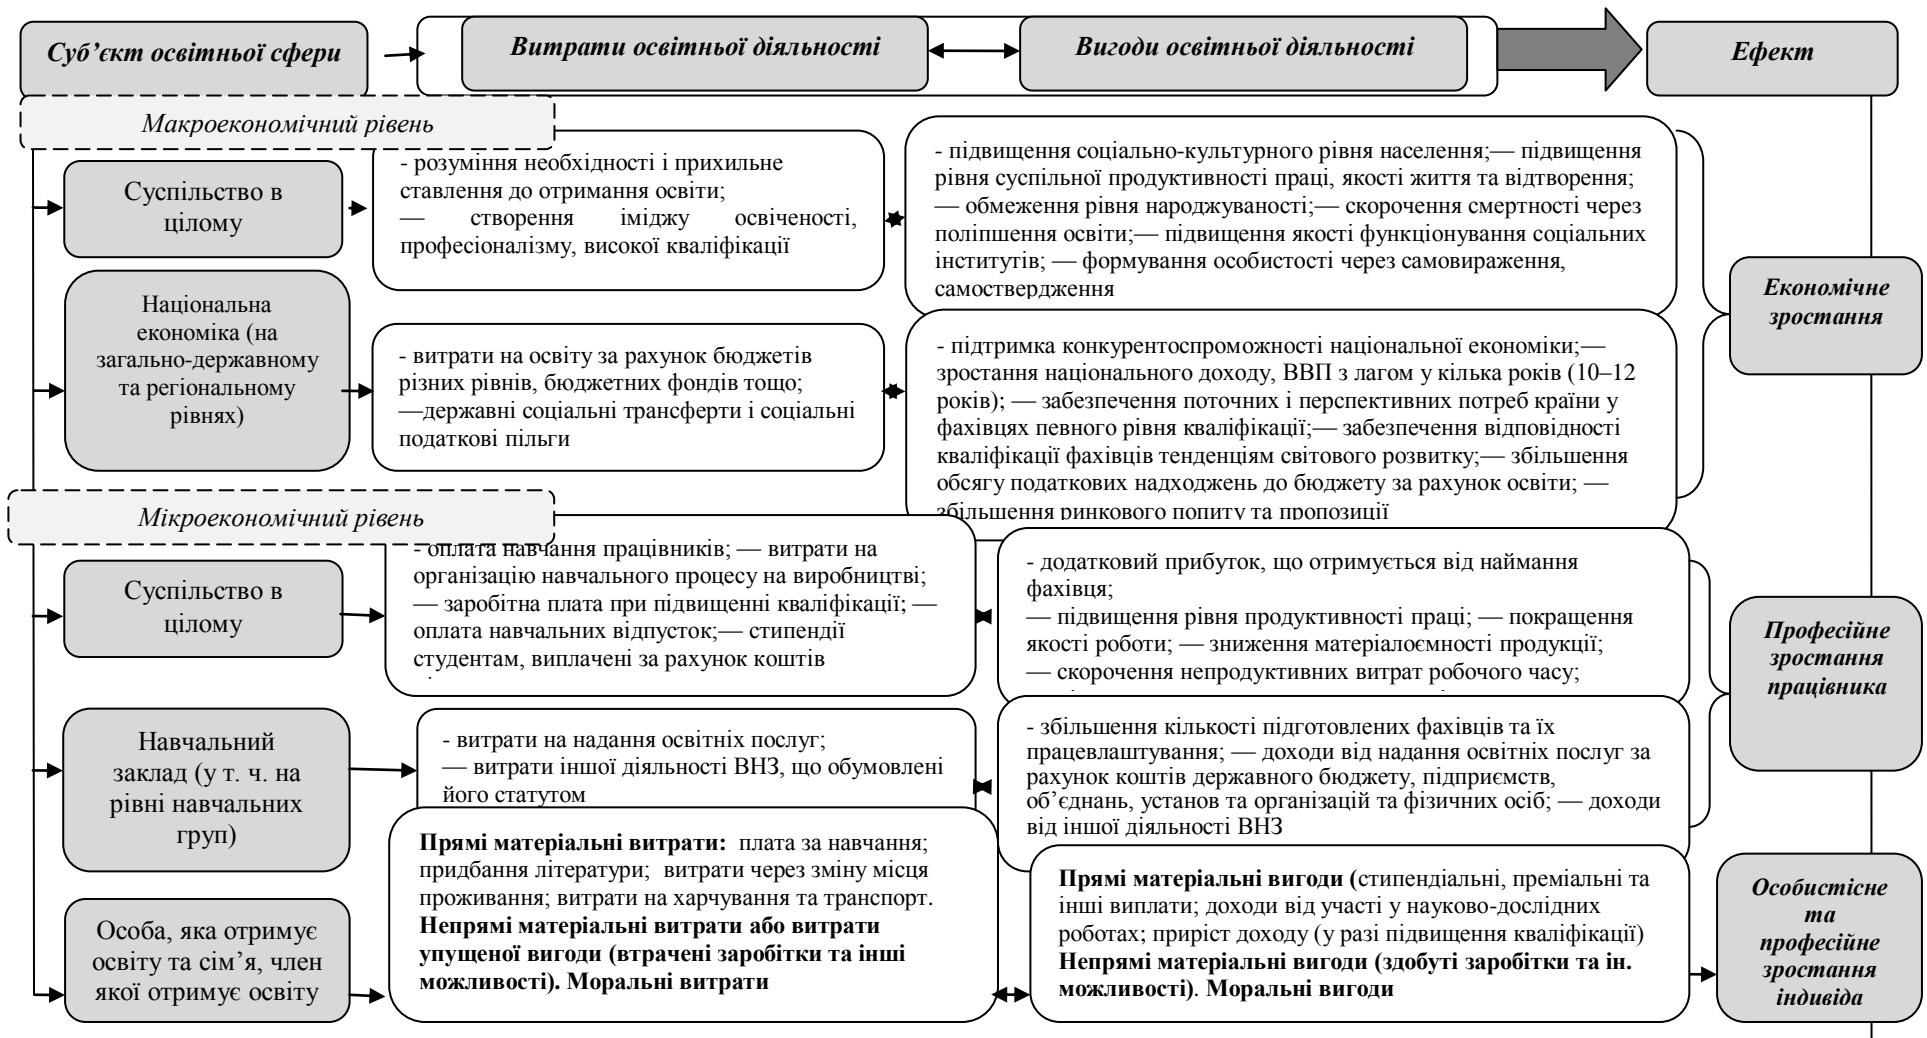 Суб’єкт освітньої сфери
Витрати освітньої діяльності
Вигоди освітньої діяльності
Ефект
Макроекономічний рівень
Суспільство в
цілому
- розуміння необхідності і прихильне
ставлення до отримання освіти;
— створення іміджу освіченості,
професіоналізму, високої кваліфікації
- підвищення соціально-культурного рівня населення;— підвищення
рівня суспільної продуктивності праці, якості життя та відтворення;
— обмеження рівня народжуваності;— скорочення смертності через
поліпшення освіти;— підвищення якості функціонування соціальних
інститутів; — формування особистості через самовираження,
самоствердження
Національна
економіка (на
загально-державному
та регіональному
рівнях)
- витрати на освіту за рахунок бюджетів
різних рівнів, бюджетних фондів тощо;
—державні соціальні трансферти і соціальні
податкові пільги
- підтримка конкурентоспроможності національної економіки;—
зростання національного доходу, ВВП з лагом у кілька років (10–12
років); — забезпечення поточних і перспективних потреб країни у
фахівцях певного рівня кваліфікації;— забезпечення відповідності
кваліфікації фахівців тенденціям світового розвитку;— збільшення
обсягу податкових надходжень до бюджету за рахунок освіти; —
збільшення ринкового попиту та пропозиції
Економічне
зростання
Мікроекономічний рівень
Суспільство в
цілому
- оплата навчання працівників; — витрати на
організацію навчального процесу на виробництві;
— заробітна плата при підвищенні кваліфікації; —
оплата навчальних відпусток;— стипендії
студентам, виплачені за рахунок коштів
- додатковий прибуток, що отримується від наймання
фахівця;
— підвищення рівня продуктивності праці; — покращення
якості роботи; — зниження матеріалоємності продукції;
— скорочення непродуктивних витрат робочого часу;
Професійне
зростання
працівника
Навчальний
заклад (у т. ч. на
рівні навчальних
груп)
- витрати на надання освітніх послуг;
— витрати іншої діяльності ВНЗ, що обумовлені
його статутом
- збільшення кількості підготовлених фахівців та їх
працевлаштування; — доходи від надання освітніх послуг за
рахунок коштів державного бюджету, підприємств,
об’єднань, установ та організацій та фізичних осіб; — доходи
від іншої діяльності ВНЗ
Особа, яка отримує
освіту та сім’я, член
якої отримує освіту
Прямі матеріальні витрати: плата за навчання;
придбання літератури; витрати через зміну місця
проживання; витрати на харчування та транспорт.
Непрямі матеріальні витрати або витрати
упущеної вигоди (втрачені заробітки та інші
можливості). Моральні витрати
Прямі матеріальні вигоди (стипендіальні, преміальні та
інші виплати; доходи від участі у науково-дослідних
роботах; приріст доходу (у разі підвищення кваліфікації)
Непрямі матеріальні вигоди (здобуті заробітки та ін.
можливості). Моральні вигоди
Особистісне
та
професійне
зростання
індивіда